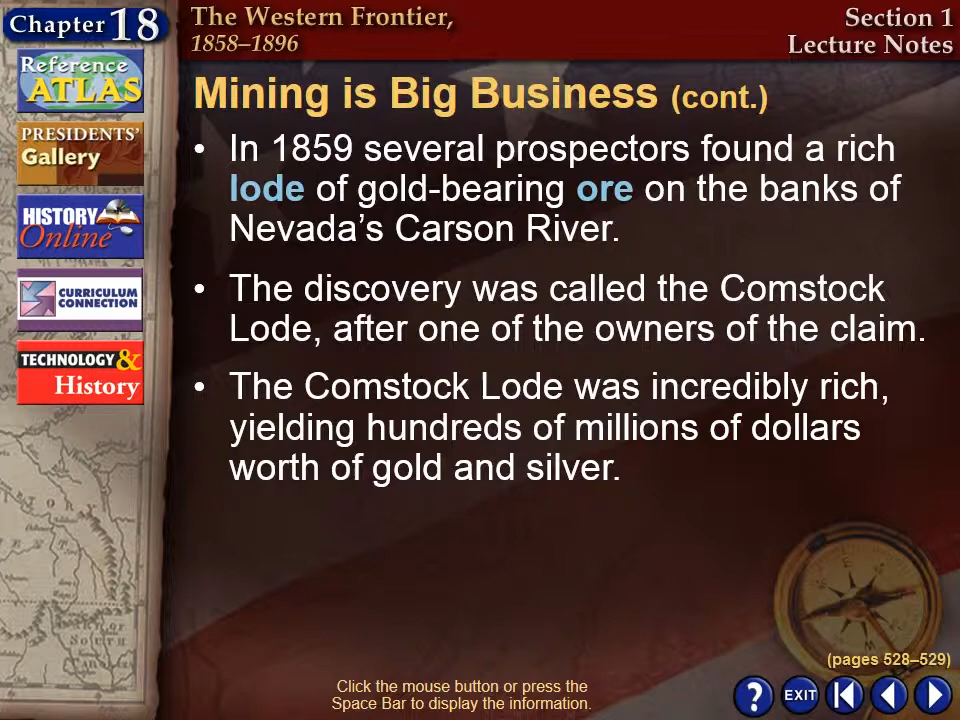 Chapter 18
The Western Frontier,
1858–1896
Section 1
Lecture Notes
Reference
ATLAS
PRESIDENTS'
Gallery
HISTORY
Online
CURRICULUM
CONNECTION
TECHNOLOGY &
History
Mining is Big Business (cont.)
• In 1859 several prospectors found a rich
lode of gold-bearing ore on the banks of
Nevada's Carson River.
• The discovery was called the Comstock
Lode, after one of the owners of the claim.
• The Comstock Lode was incredibly rich,
yielding hundreds of millions of dollars
worth of gold and silver.
(pages 528–529)
Click the mouse button or press the
Space Bar to display the information.
?
EXIT